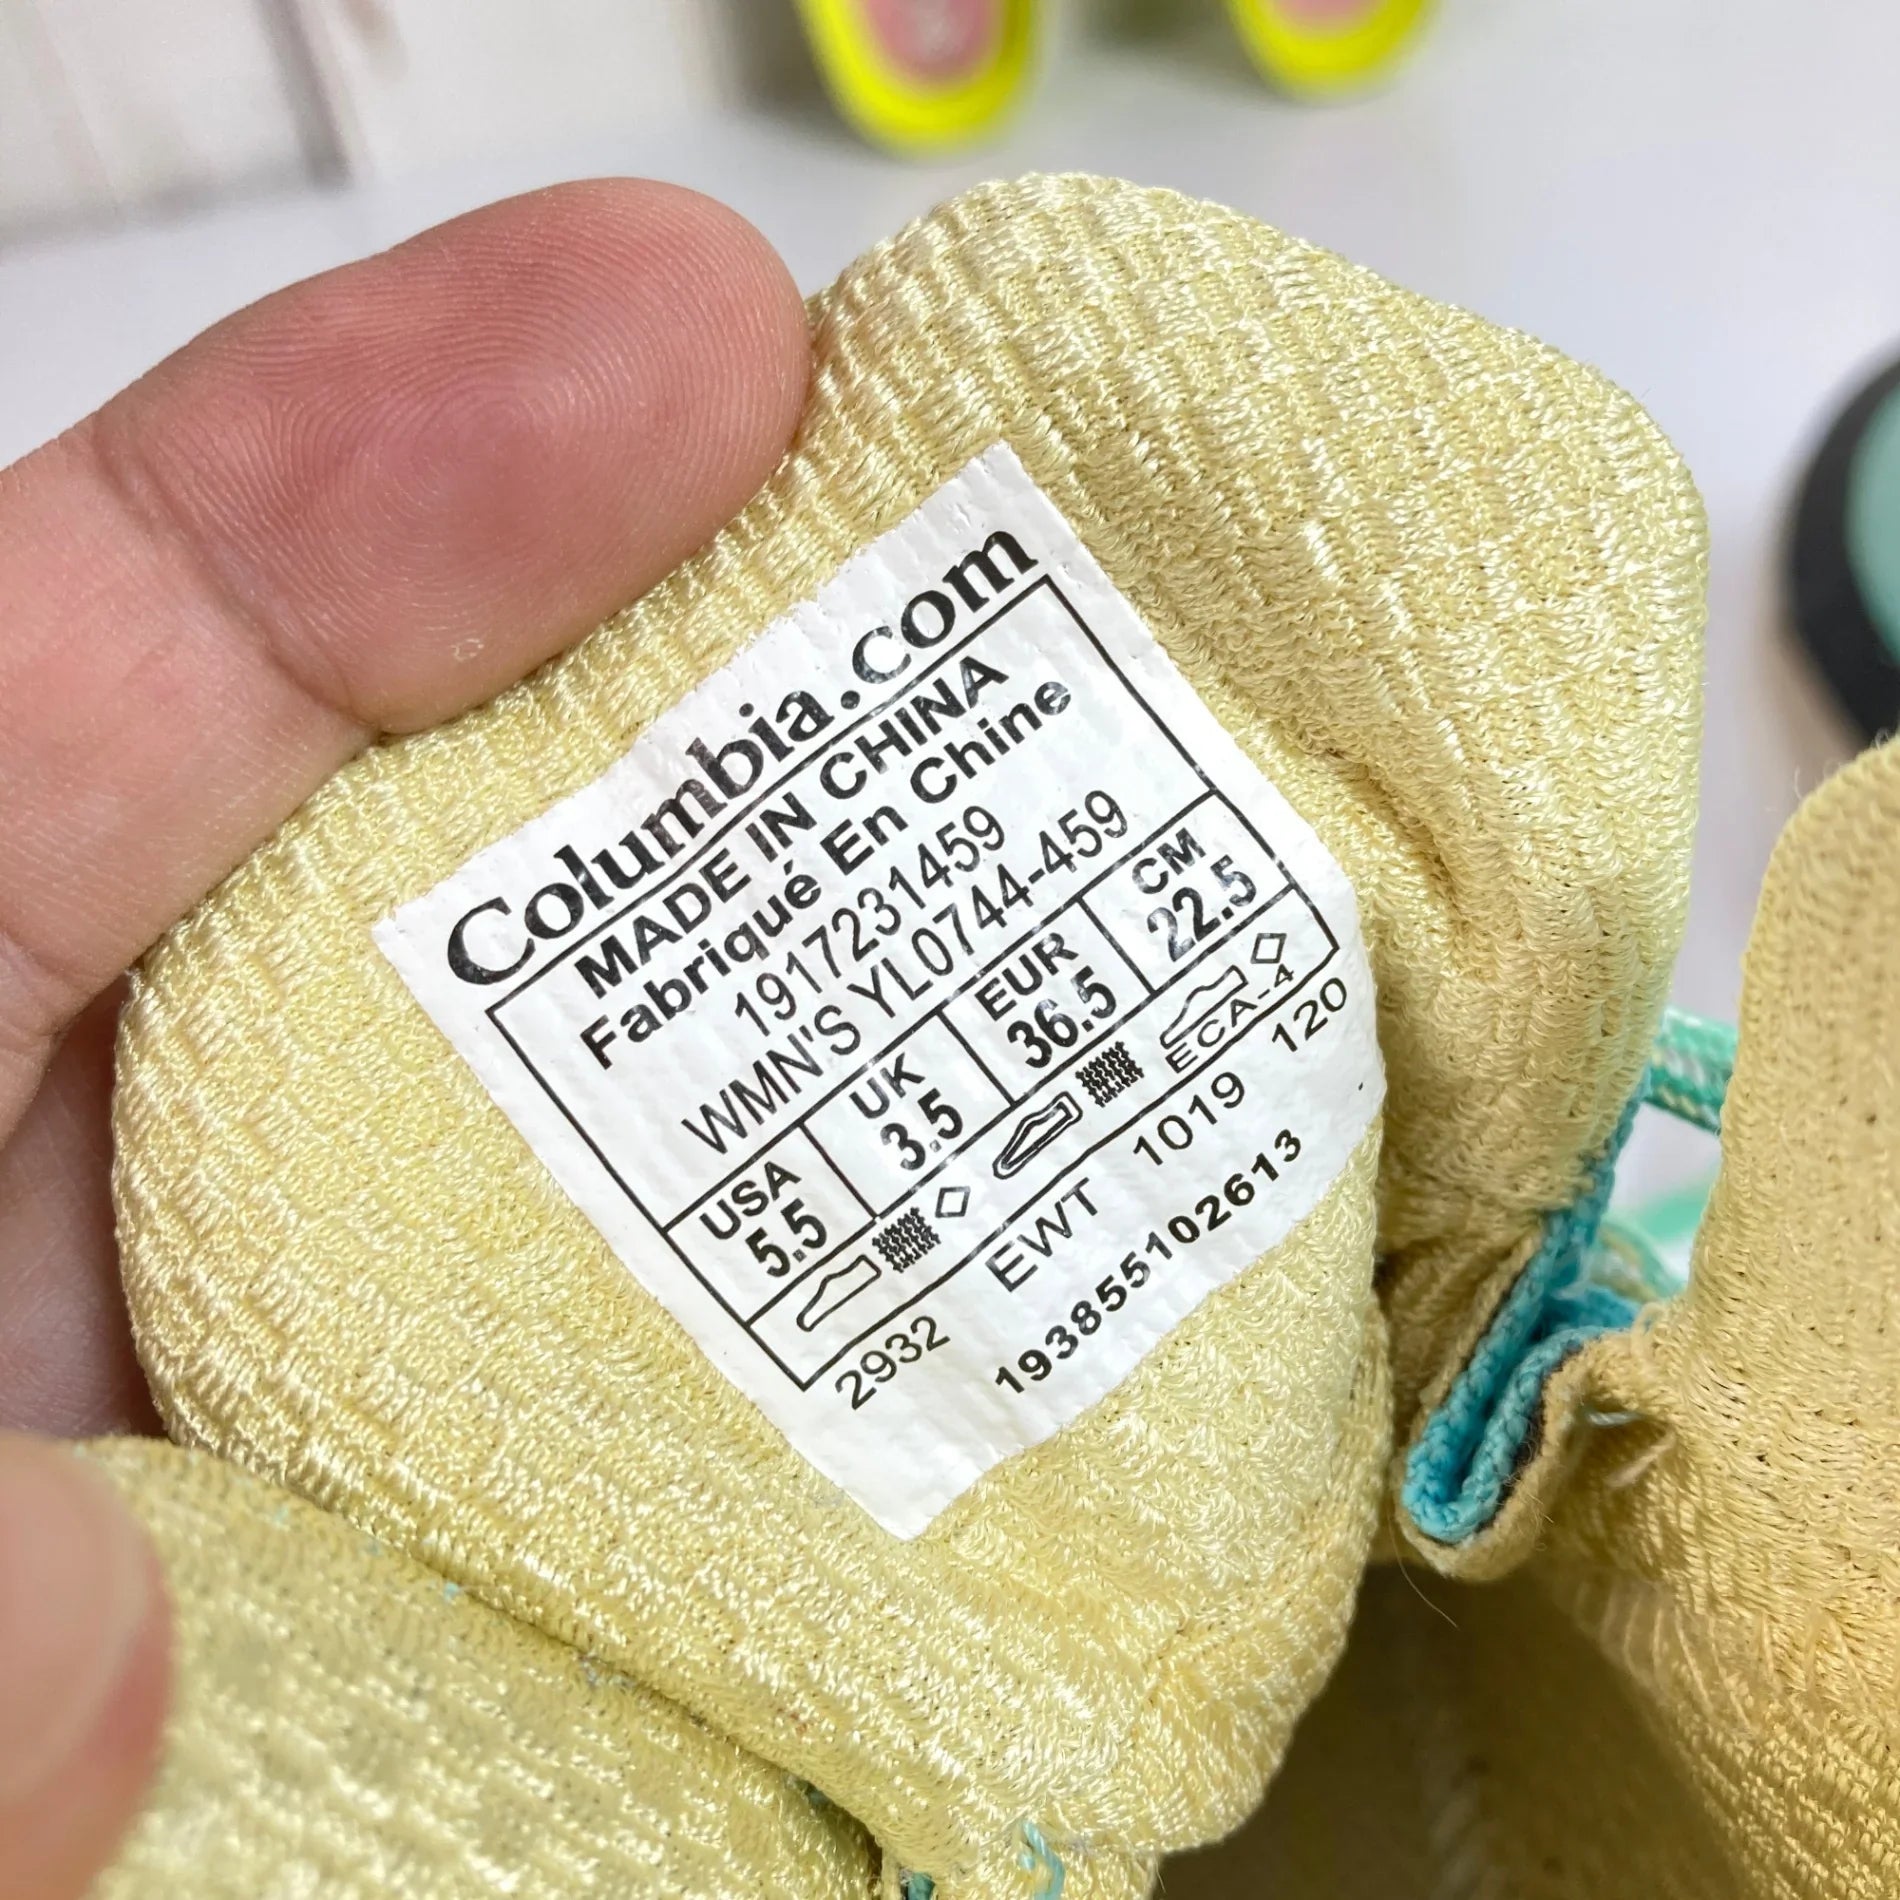 Columbia.com
MADE IN CHINA
Fabriqué En Chine
1917231459
WMN'S YL0744-459
USA UK EUR CM
5.5 3.5 36.5 22.5
ECA-4
2932 EWT 1019 120
193855102613